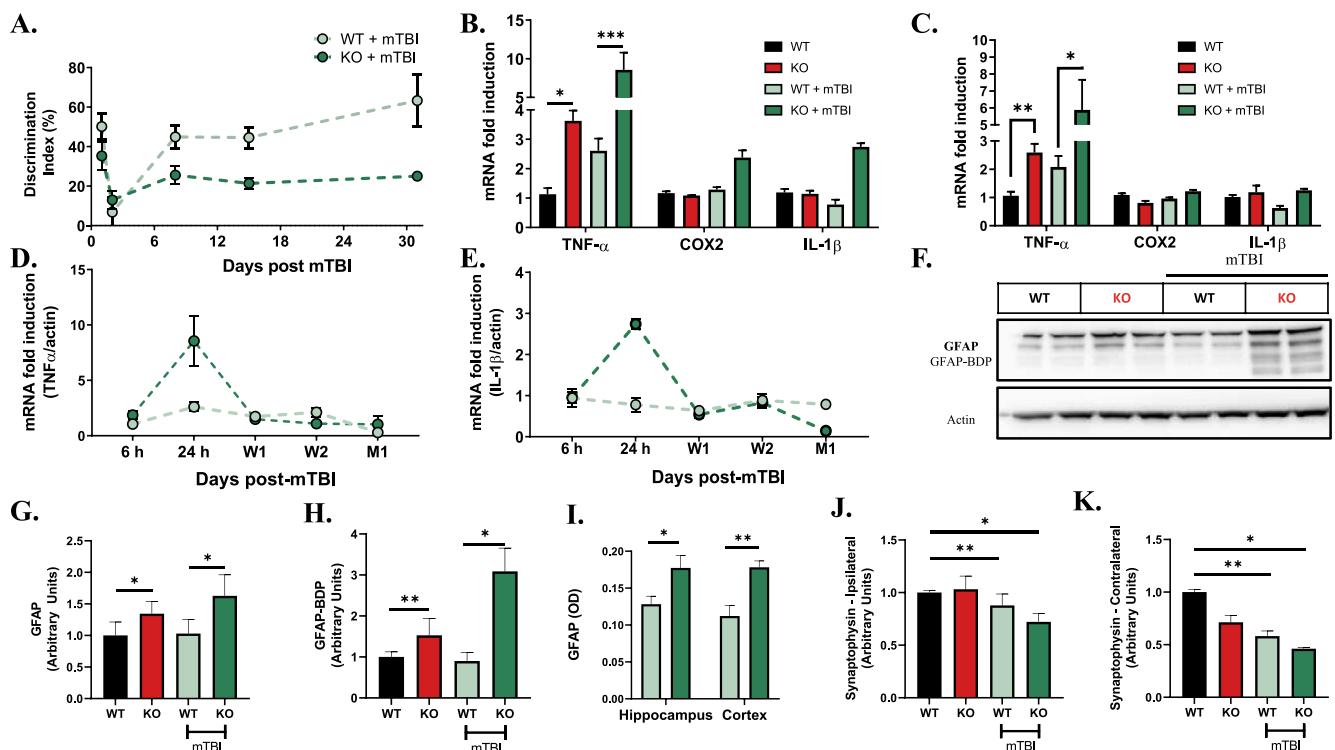 A.
WT + mTBI
KO + mTBI
Discrimination
Index (%)
80
60
40
20
0
0 6 12 18 24 30
Days post mTBI
B.
mRNA fold induction
15
10
5
4
3
2
1
0
* ***
WT
KO
WT + mTBI
KO + mTBI
TNF-α COX2 IL-1β
C.
mRNA fold induction
10
9
8
7
6
5
4
3
2
1
0
** *
WT
KO
WT + mTBI
KO + mTBI
TNF-α COX2 IL-1β
D.
mRNA fold induction
(TNFα/actin)
15
10
5
0
6 h 24 h W1 W2 M1
Days post-mTBI
E.
mRNA fold induction
(IL-1β/actin)
4
3
2
1
0
6 h 24 h W1 W2 M1
Days post-mTBI
F.
mTBI
WT KO WT KO
GFAP
GFAP-BDP
Actin
G.
GFAP
(Arbitrary Units)
2.0
1.5
1.0
0.5
0.0
* *
WT KO WT KO
mTBI
H.
GFAP-BDP
(Arbitrary Units)
4
3
2
1
0
** *
WT KO WT KO
mTBI
I.
GFAP (OD)
0.20
0.15
0.10
0.05
0.00
* **
Hippocampus Cortex
J.
Synaptophysin - Ipsilateral
(Arbitrary Units)
1.5
1.0
0.5
0.0
*
**
WT KO WT KO
mTBI
K.
Synaptophysin - Contralateral
(Arbitrary Units)
1.5
1.0
0.5
0.0
*
**
WT KO WT KO
mTBI